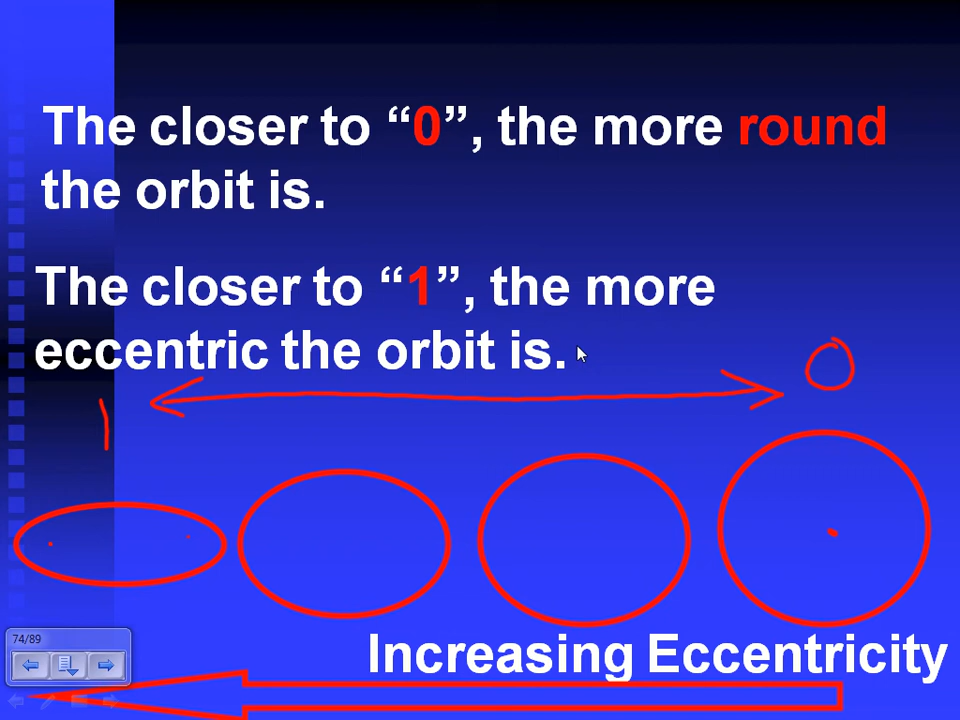 The closer to “0”, the more round
the orbit is.
The closer to “1”, the more
eccentric the orbit is.
0
1
74/89
Increasing Eccentricity